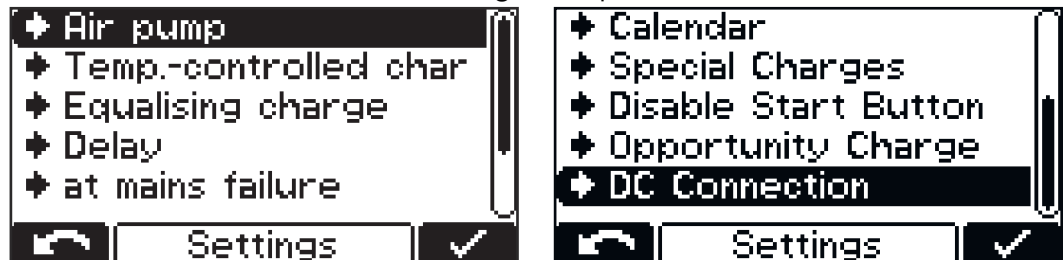 Air pump
Temp.-controlled char
Equalising charge
Delay
at mains failure
Settings
Calendar
Special Charges
Disable Start Button
Opportunity Charge
DC Connection
Settings